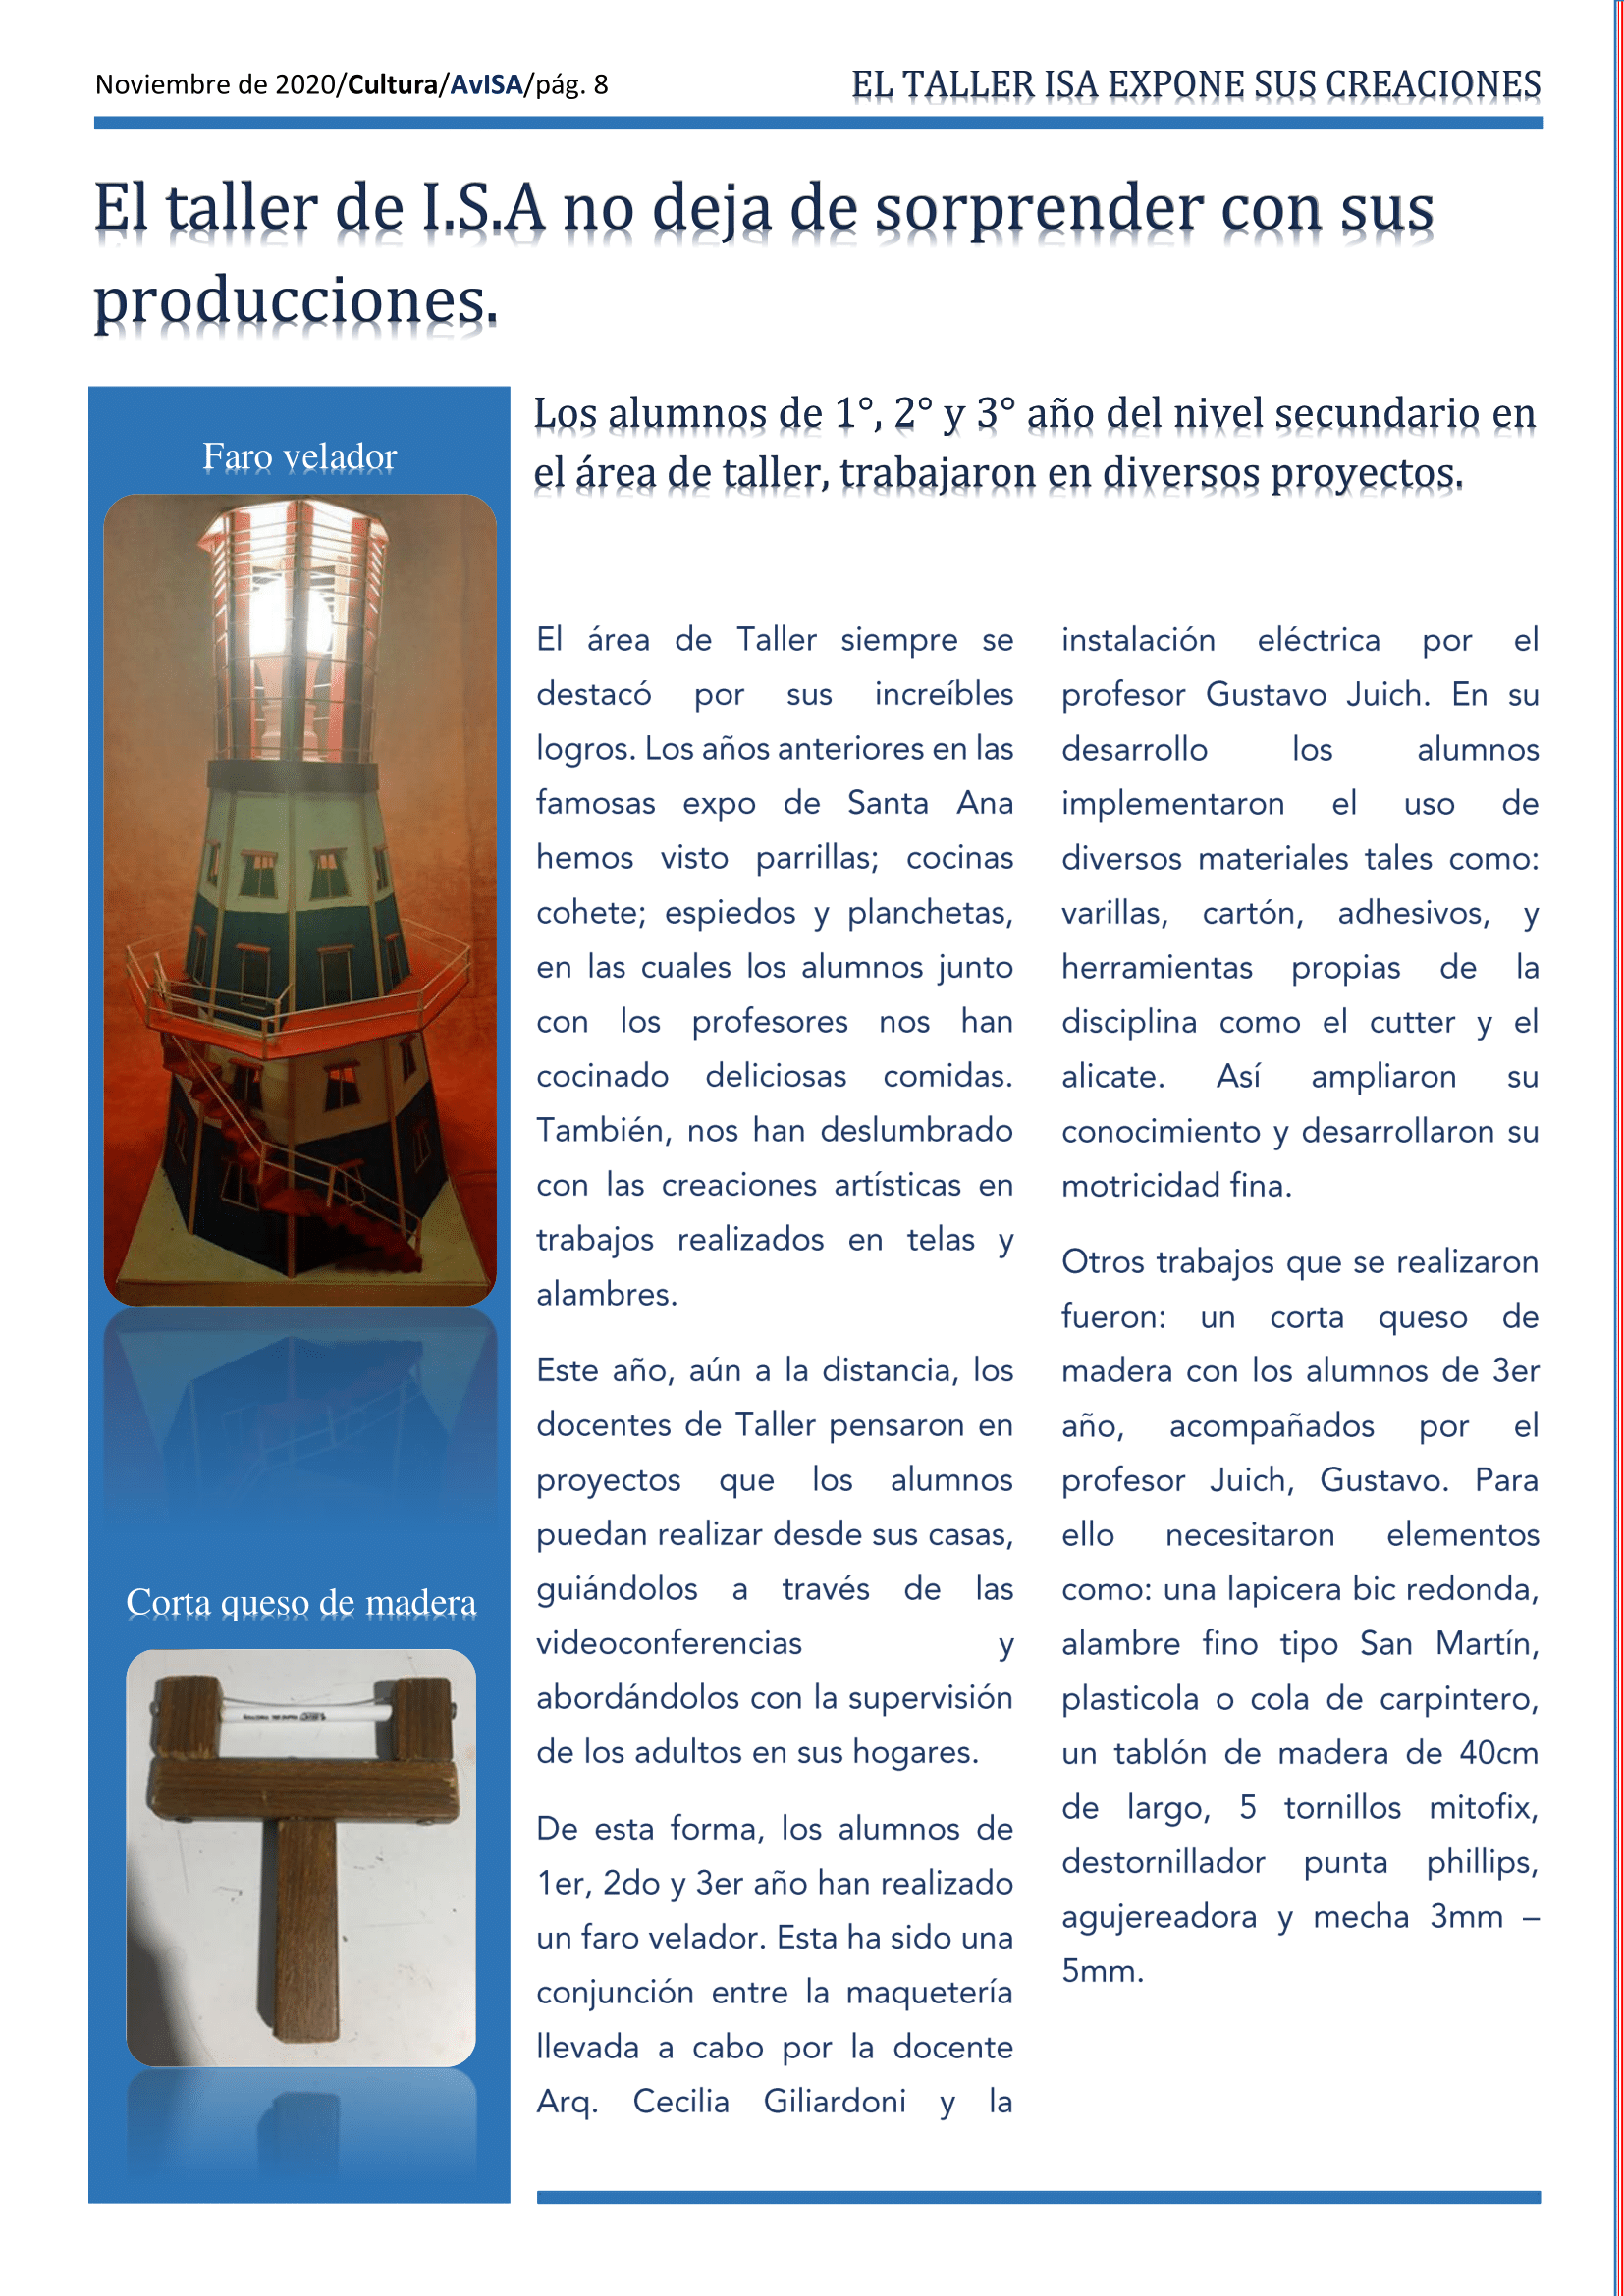 Noviembre de 2020/Cultura/AvISA/pág. 8
EL TALLER ISA EXPONE SUS CREACIONES
El taller de I.S.A no deja de sorprender con sus
producciones.
Faro velador
Corta queso de madera
Los alumnos de 1°, 2° y 3° año del nivel secundario en
el área de taller, trabajaron en diversos proyectos.
El área de Taller siempre se
destacó por sus increíbles
logros. Los años anteriores en las
famosas expo de Santa Ana
hemos visto parrillas; cocinas
cohete; espiedos y planchetas,
en las cuales los alumnos junto
con los profesores nos han
cocinado deliciosas comidas.
También, nos han deslumbrado
con las creaciones artísticas en
trabajos realizados en telas y
alambres.
Este año, aún a la distancia, los
docentes de Taller pensaron en
proyectos que los alumnos
puedan realizar desde sus casas,
guiándolos a través de las
videoconferencias y
abordándolos con la supervisión
de los adultos en sus hogares.
De esta forma, los alumnos de
1er, 2do y 3er año han realizado
un faro velador. Esta ha sido una
conjunción entre la maquetería
llevada a cabo por la docente
Arq. Cecilia Giliardoni y la
instalación eléctrica por el
profesor Gustavo Juich. En su
desarrollo los alumnos
implementaron el uso de
diversos materiales tales como:
varillas, cartón, adhesivos, y
herramientas propias de la
disciplina como el cutter y el
alicate. Así ampliaron su
conocimiento y desarrollaron su
motricidad fina.
Otros trabajos que se realizaron
fueron: un corta queso de
madera con los alumnos de 3er
año, acompañados por el
profesor Juich, Gustavo. Para
ello necesitaron elementos
como: una lapicera bic redonda,
alambre fino tipo San Martín,
plasticola o cola de carpintero,
un tablón de madera de 40cm
de largo, 5 tornillos mitofix,
destornillador punta phillips,
agujereadora y mecha 3mm –
5mm.